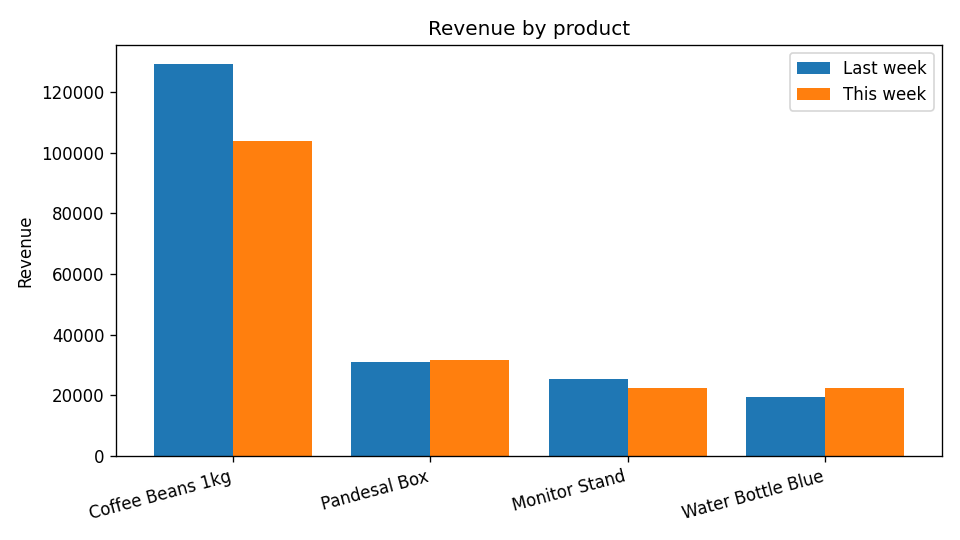 Revenue by product
Last week
This week
Revenue
120000
100000
80000
60000
40000
20000
0
Coffee Beans 1kg
Pandesal Box
Monitor Stand
Water Bottle Blue